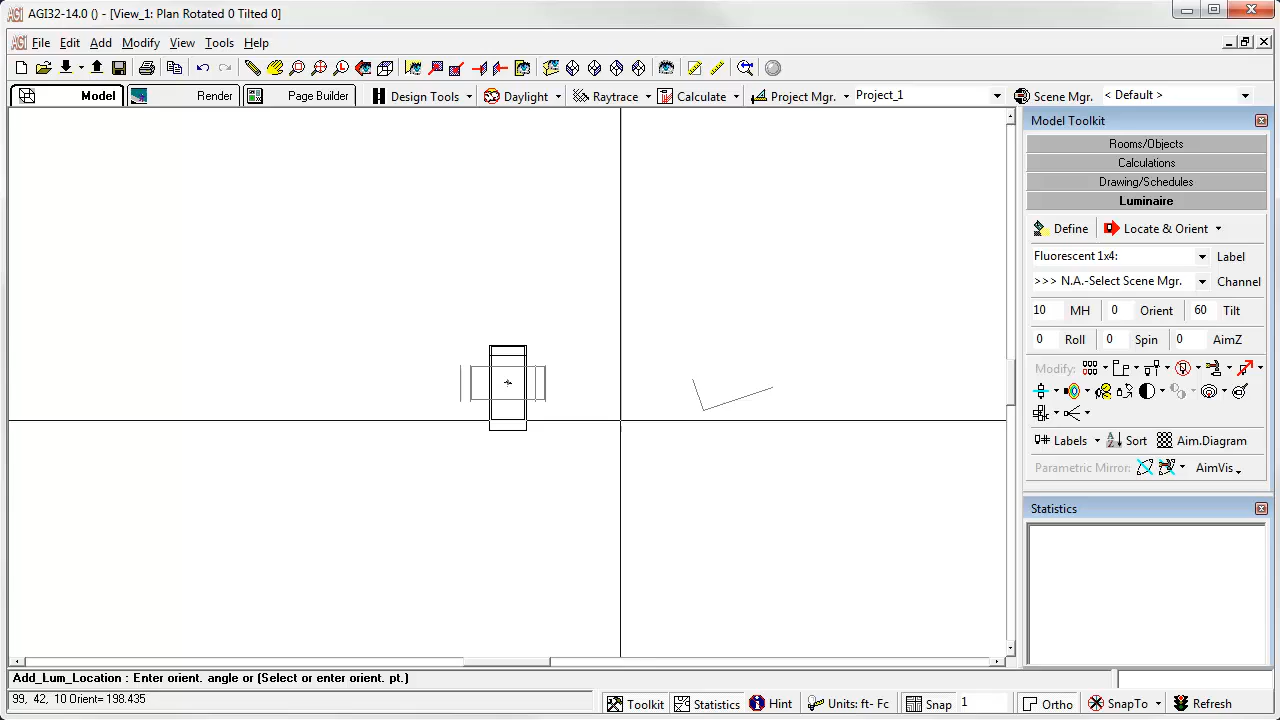 AGI32-14.0 () - [View_1: Plan Rotated 0 Tilted 0]
File Edit Add Modify View Tools Help
Model Render Page Builder Design Tools Daylight Raytrace Calculate Project Mgr. Project_1 Scene Mgr. < Default >
Model Toolkit
Rooms/Objects
Calculations
Drawing/Schedules
Luminaire
Define Locate & Orient
Fluorescent 1x4: Label
>>> N.A.-Select Scene Mgr. Channel
10 MH 0 Orient 60 Tilt
0 Roll 0 Spin 0 AimZ
Modify:
Labels Sort Aim.Diagram
Parametric Mirror: AimVis
Statistics
Add_Lum_Location : Enter orient. angle or (Select or enter orient. pt.)
99, 42, 10 Orient= 198.435 Toolkit Statistics Hint Units: ft- Fc Snap 1 Ortho SnapTo Refresh